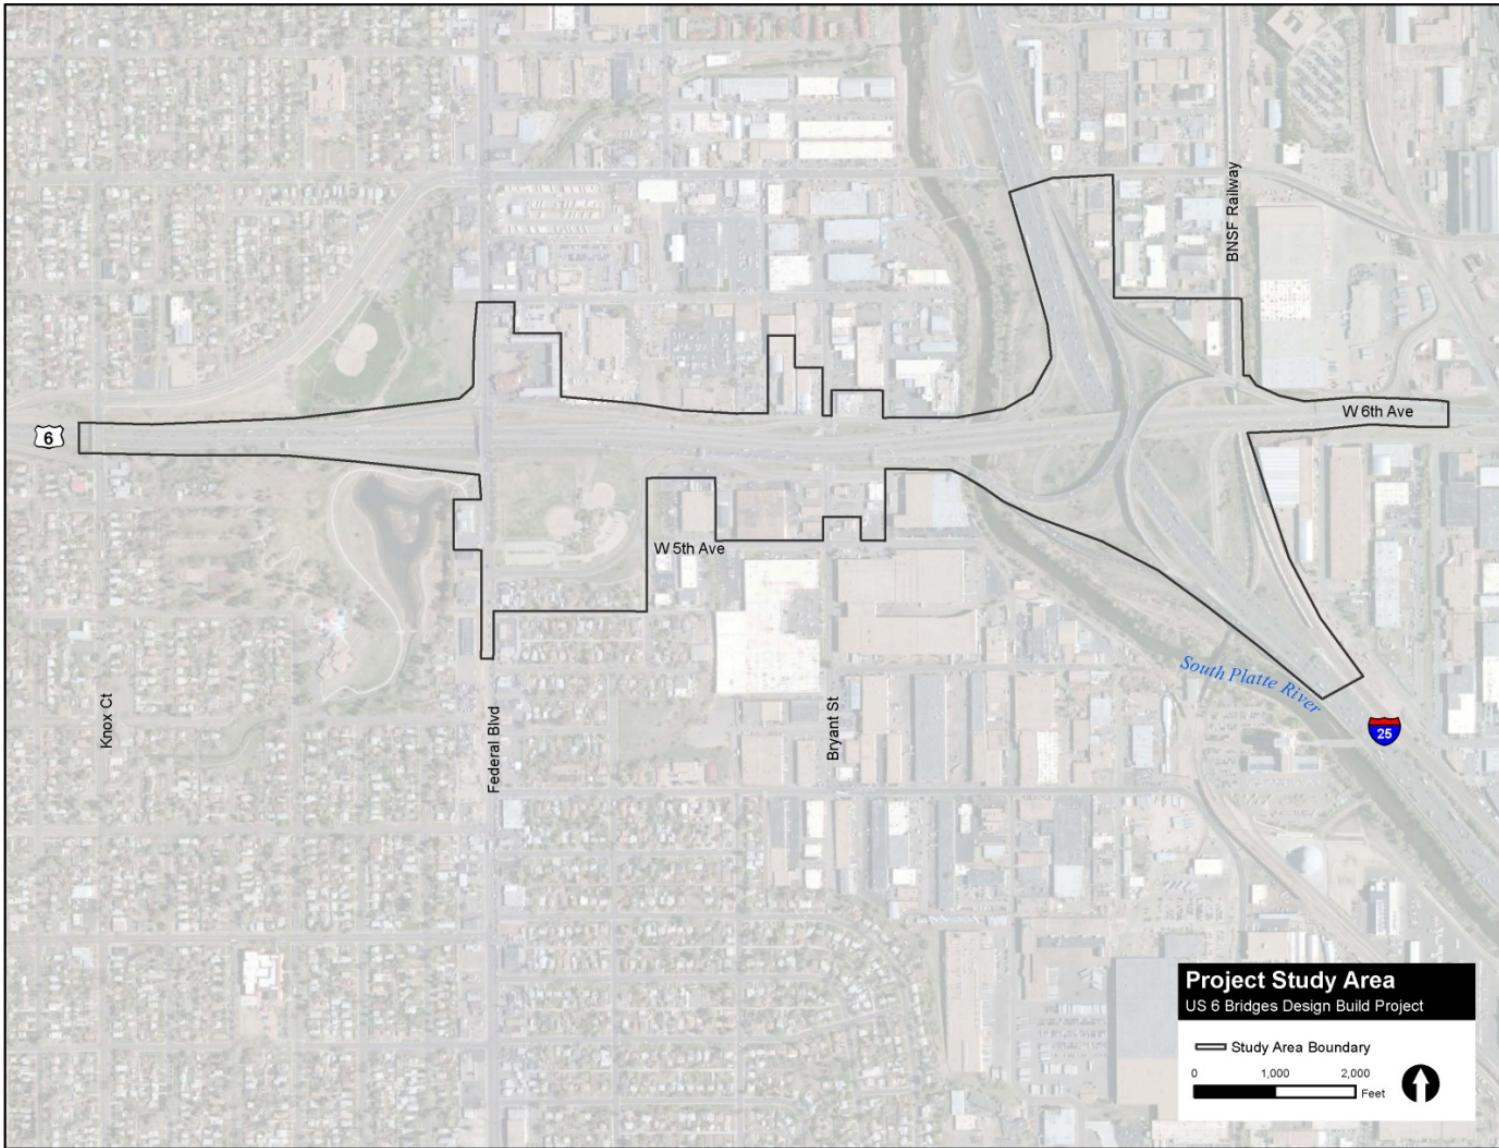 BNSF Railway
W 6th Ave
6
W 5th Ave
South Platte River
Knox Ct
Federal Blvd
Bryant St
25
Project Study Area
US 6 Bridges Design Build Project
Study Area Boundary
0 1,000 2,000
Feet